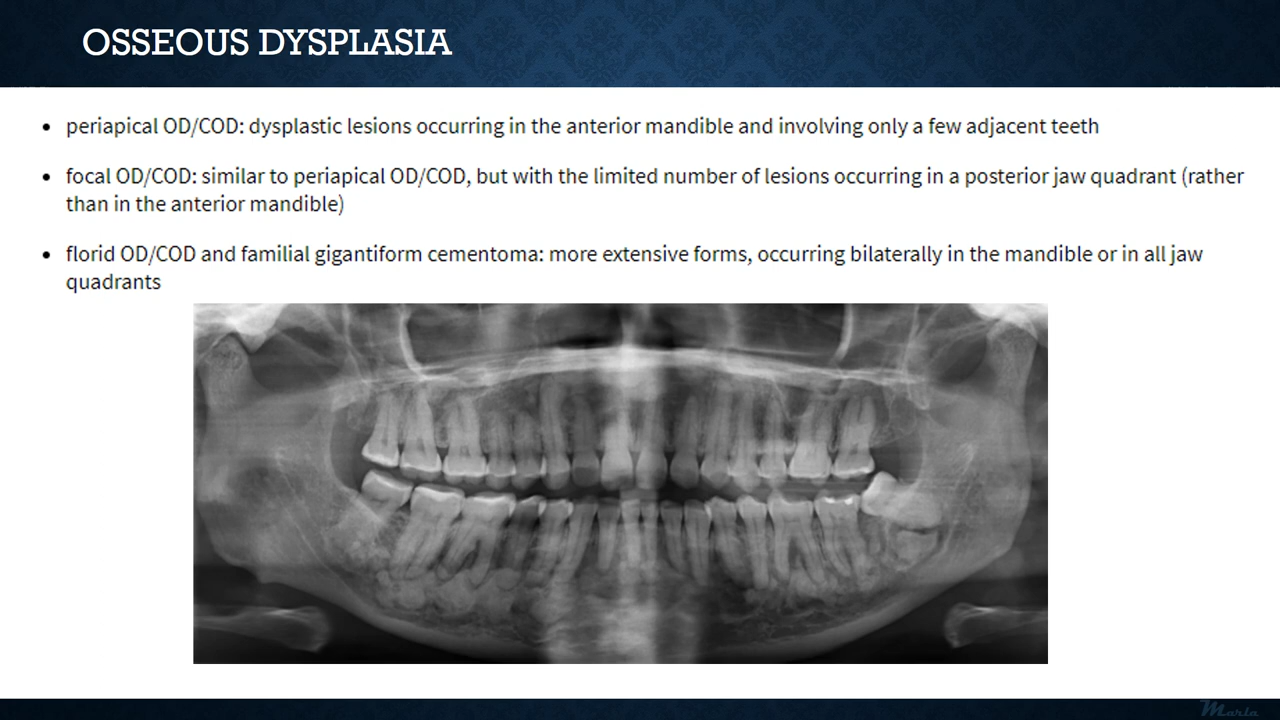 OSSEOUS DYSPLASIA
• periapical OD/COD: dysplastic lesions occurring in the anterior mandible and involving only a few adjacent teeth
• focal OD/COD: similar to periapical OD/COD, but with the limited number of lesions occurring in a posterior jaw quadrant (rather
than in the anterior mandible)
• florid OD/COD and familial gigantiform cementoma: more extensive forms, occurring bilaterally in the mandible or in all jaw
quadrants
Maria